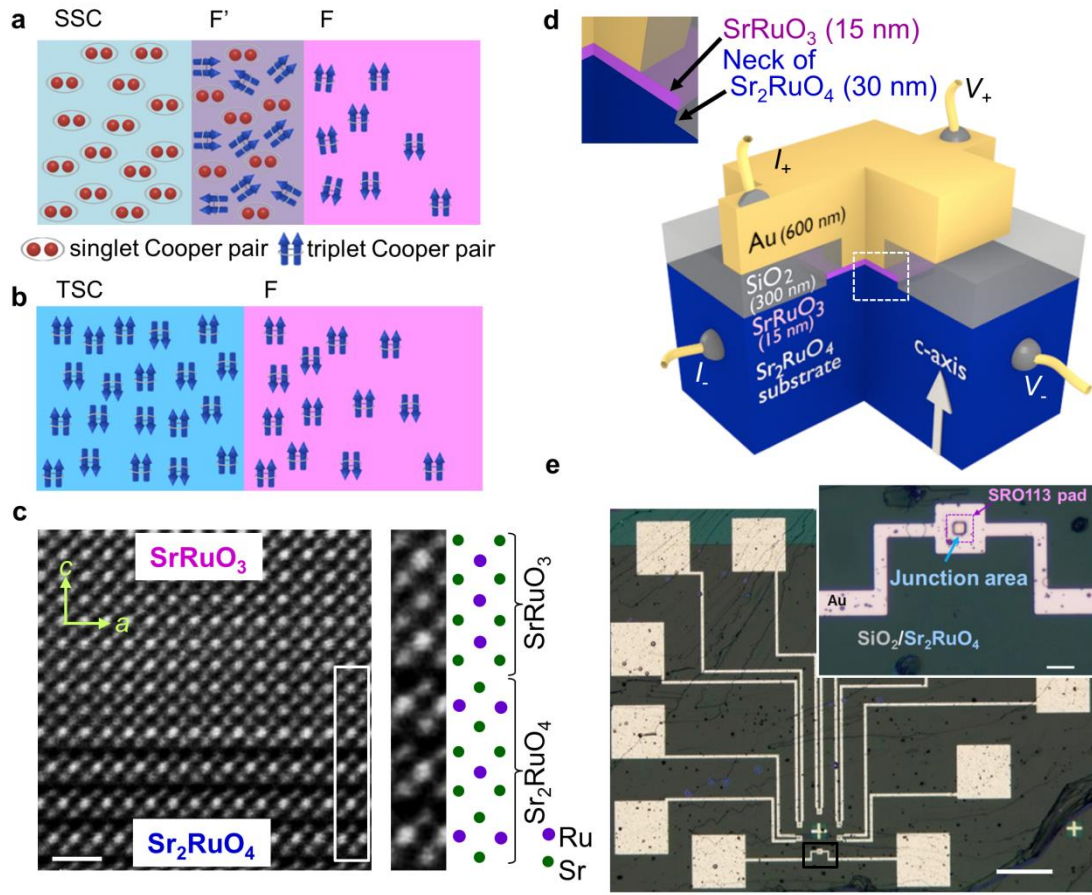 a
SSC
F'
F
singlet Cooper pair
triplet Cooper pair
b
TSC
F
c
SrRuO₃
c
a
Sr₂RuO₄
SrRuO₃
Sr₂RuO₄
Ru
Sr
d
SrRuO₃ (15 nm)
Neck of
Sr₂RuO₄ (30 nm)
V₊
I₊
Au (600 nm)
SiO₂
(300 nm)
SrRuO₃
(15 nm)
Sr₂RuO₄
substrate
c-axis
I₋
V₋
e
SRO113 pad
Junction area
Au
SiO₂/Sr₂RuO₄